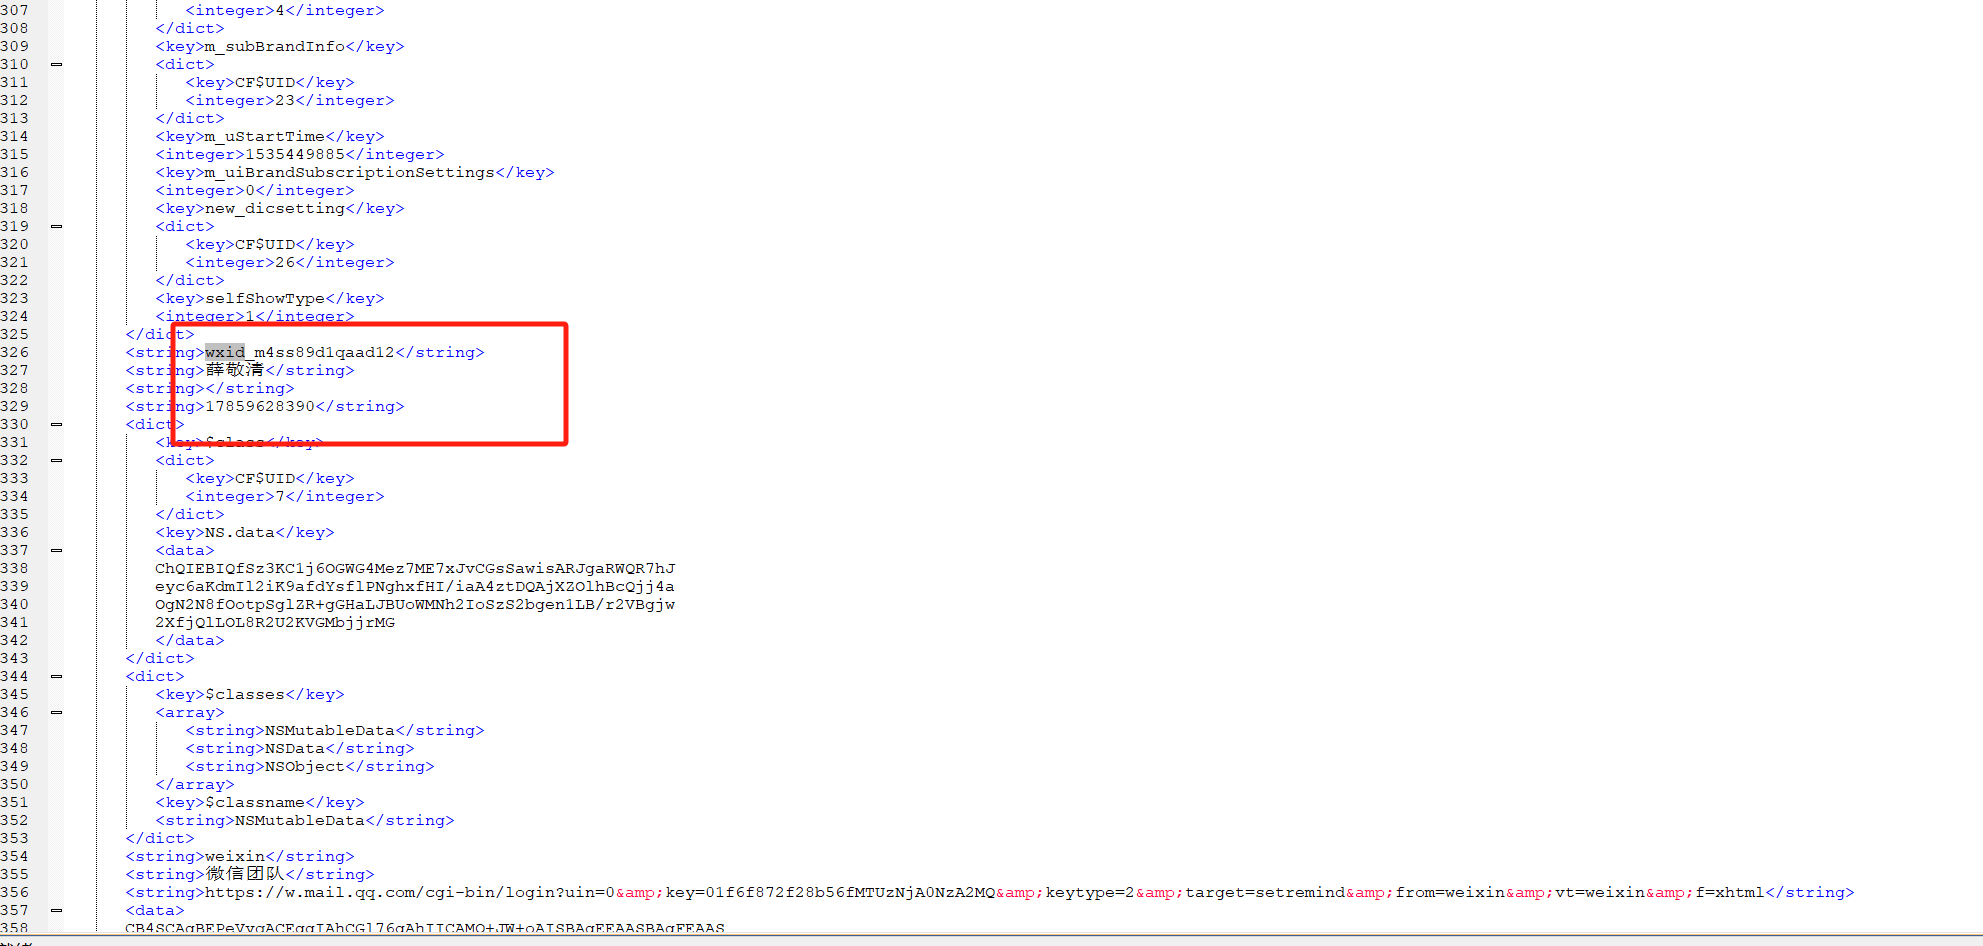 307 <integer>4</integer>
308 </dict>
309 <key>m_subBrandInfo</key>
310 <dict>
311 <key>CF$UID</key>
312 <integer>23</integer>
313 </dict>
314 <key>m_uStartTime</key>
315 <integer>1535449885</integer>
316 <key>m_uiBrandSubscriptionSettings</key>
317 <integer>0</integer>
318 <key>new_dicsetting</key>
319 <dict>
320 <key>CF$UID</key>
321 <integer>26</integer>
322 </dict>
323 <key>selfShowType</key>
324 <integer>1</integer>
325 </dict>
326 <string>wxid_m4ss89d1qaad12</string>
327 <string>薛敬清</string>
328 <string></string>
329 <string>17859628390</string>
330 <dict>
331 <key>$class</key>
332 <dict>
333 <key>CF$UID</key>
334 <integer>7</integer>
335 </dict>
336 <key>NS.data</key>
337 <data>
338 ChQIEBIQfSz3KC1j6OGWG4Mez7ME7xJvCGsSawisARJgaRWQR7hJ
339 eyc6aKdmIl2iK9afdYsflPNghxfHI/iaA4ztDQAjXZOlhBcQjj4a
340 OgN2N8fOotpSglZR+gGHaLJBUoWMNh2IoSzS2bgen1LB/r2VBgjw
341 2XfjQlLOL8R2U2KVGMbjjrMG
342 </data>
343 </dict>
344 <dict>
345 <key>$classes</key>
346 <array>
347 <string>NSMutableData</string>
348 <string>NSData</string>
349 <string>NSObject</string>
350 </array>
351 <key>$classname</key>
352 <string>NSMutableData</string>
353 </dict>
354 <string>weixin</string>
355 <string>微信团队</string>
356 <string>https://w.mail.qq.com/cgi-bin/login?uin=0&amp;key=01f6f872f28b56fMTUzNjA0NzA2MQ&amp;keytype=2&amp;target=setremind&amp;from=weixin&amp;vt=weixin&amp;f=xhtml</string>
357 <data>
358